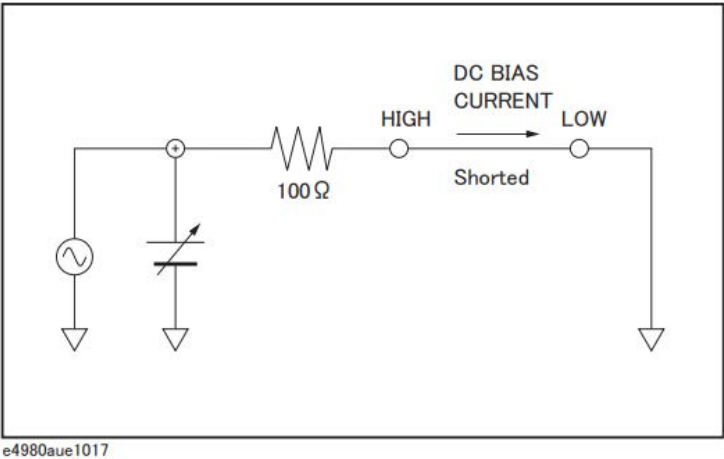 DC BIAS
CURRENT
HIGH
LOW
+
100Ω
Shorted
e4980aue1017